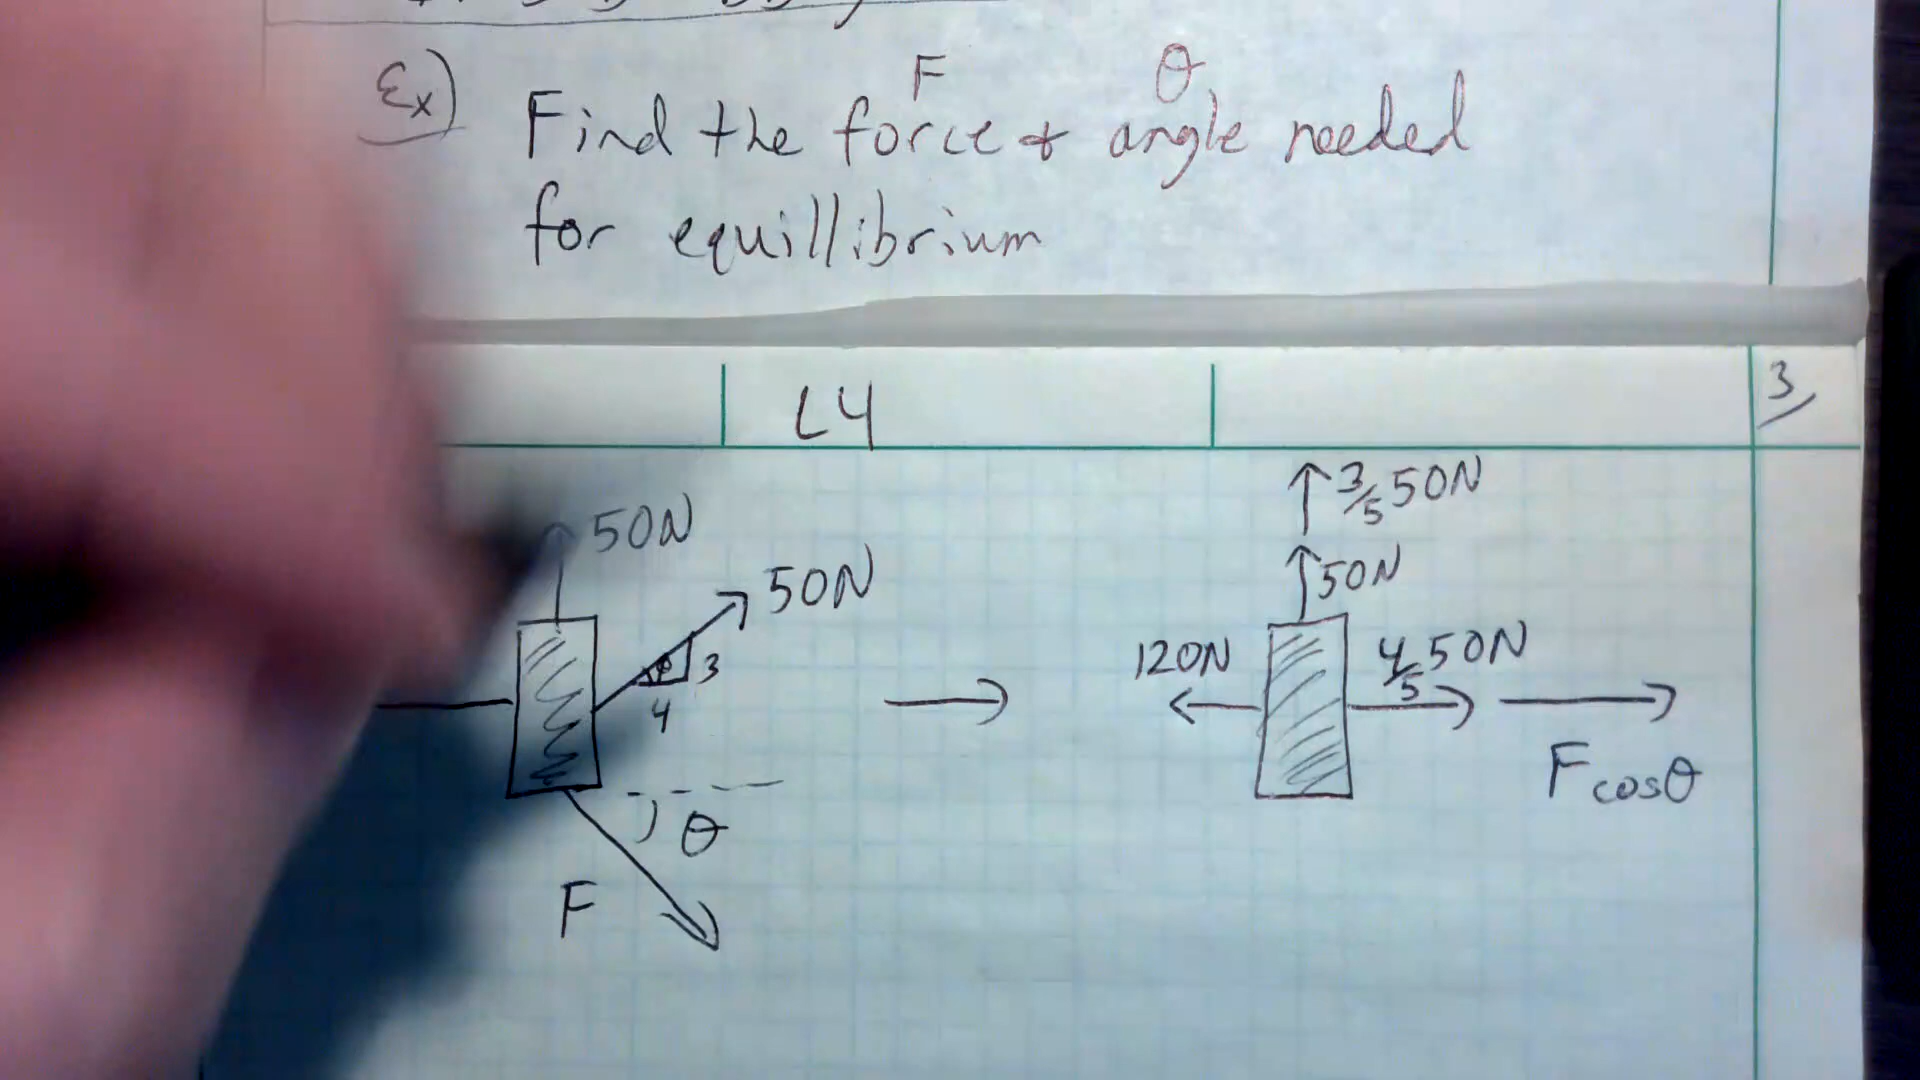 Ex)
F θ
Find the force & angle needed
for equillibrium
L4
3/
50N
50N
3
4
θ
F
3/5 50N
50N
120N
4/5 50N
F cosθ